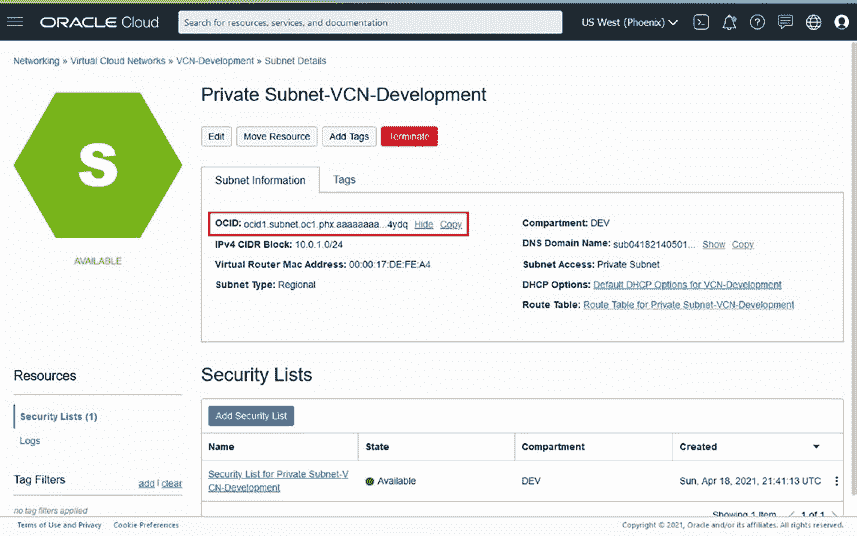 ORACLE Cloud
Search for resources, services, and documentation
US West (Phoenix)
Networking » Virtual Cloud Networks » VCN-Development » Subnet Details
S
AVAILABLE
Private Subnet-VCN-Development
Edit Move Resource Add Tags Terminate
Subnet Information Tags
OCID: ocid1.subnet.oc1.phx.aaaaaaaa...4ydq Hide Copy
IPv4 CIDR Block: 10.0.1.0/24
Virtual Router Mac Address: 00:00:17:DE:FE:A4
Subnet Type: Regional
Compartment: DEV
DNS Domain Name: sub04182140501... Show Copy
Subnet Access: Private Subnet
DHCP Options: Default DHCP Options for VCN-Development
Route Table: Route Table for Private Subnet-VCN-Development
Resources
Security Lists (1)
Logs
Tag Filters add | clear
no tag filters applied
Security Lists
Add Security List
Name State Compartment Created
Security List for Private Subnet-V
CN-Development
Available DEV Sun, Apr 18, 2021, 21:41:13 UTC
Showing 1 Item 1 of 1
Terms of Use and Privacy Cookie Preferences
Copyright © 2021, Oracle and/or its affiliates. All rights reserved.